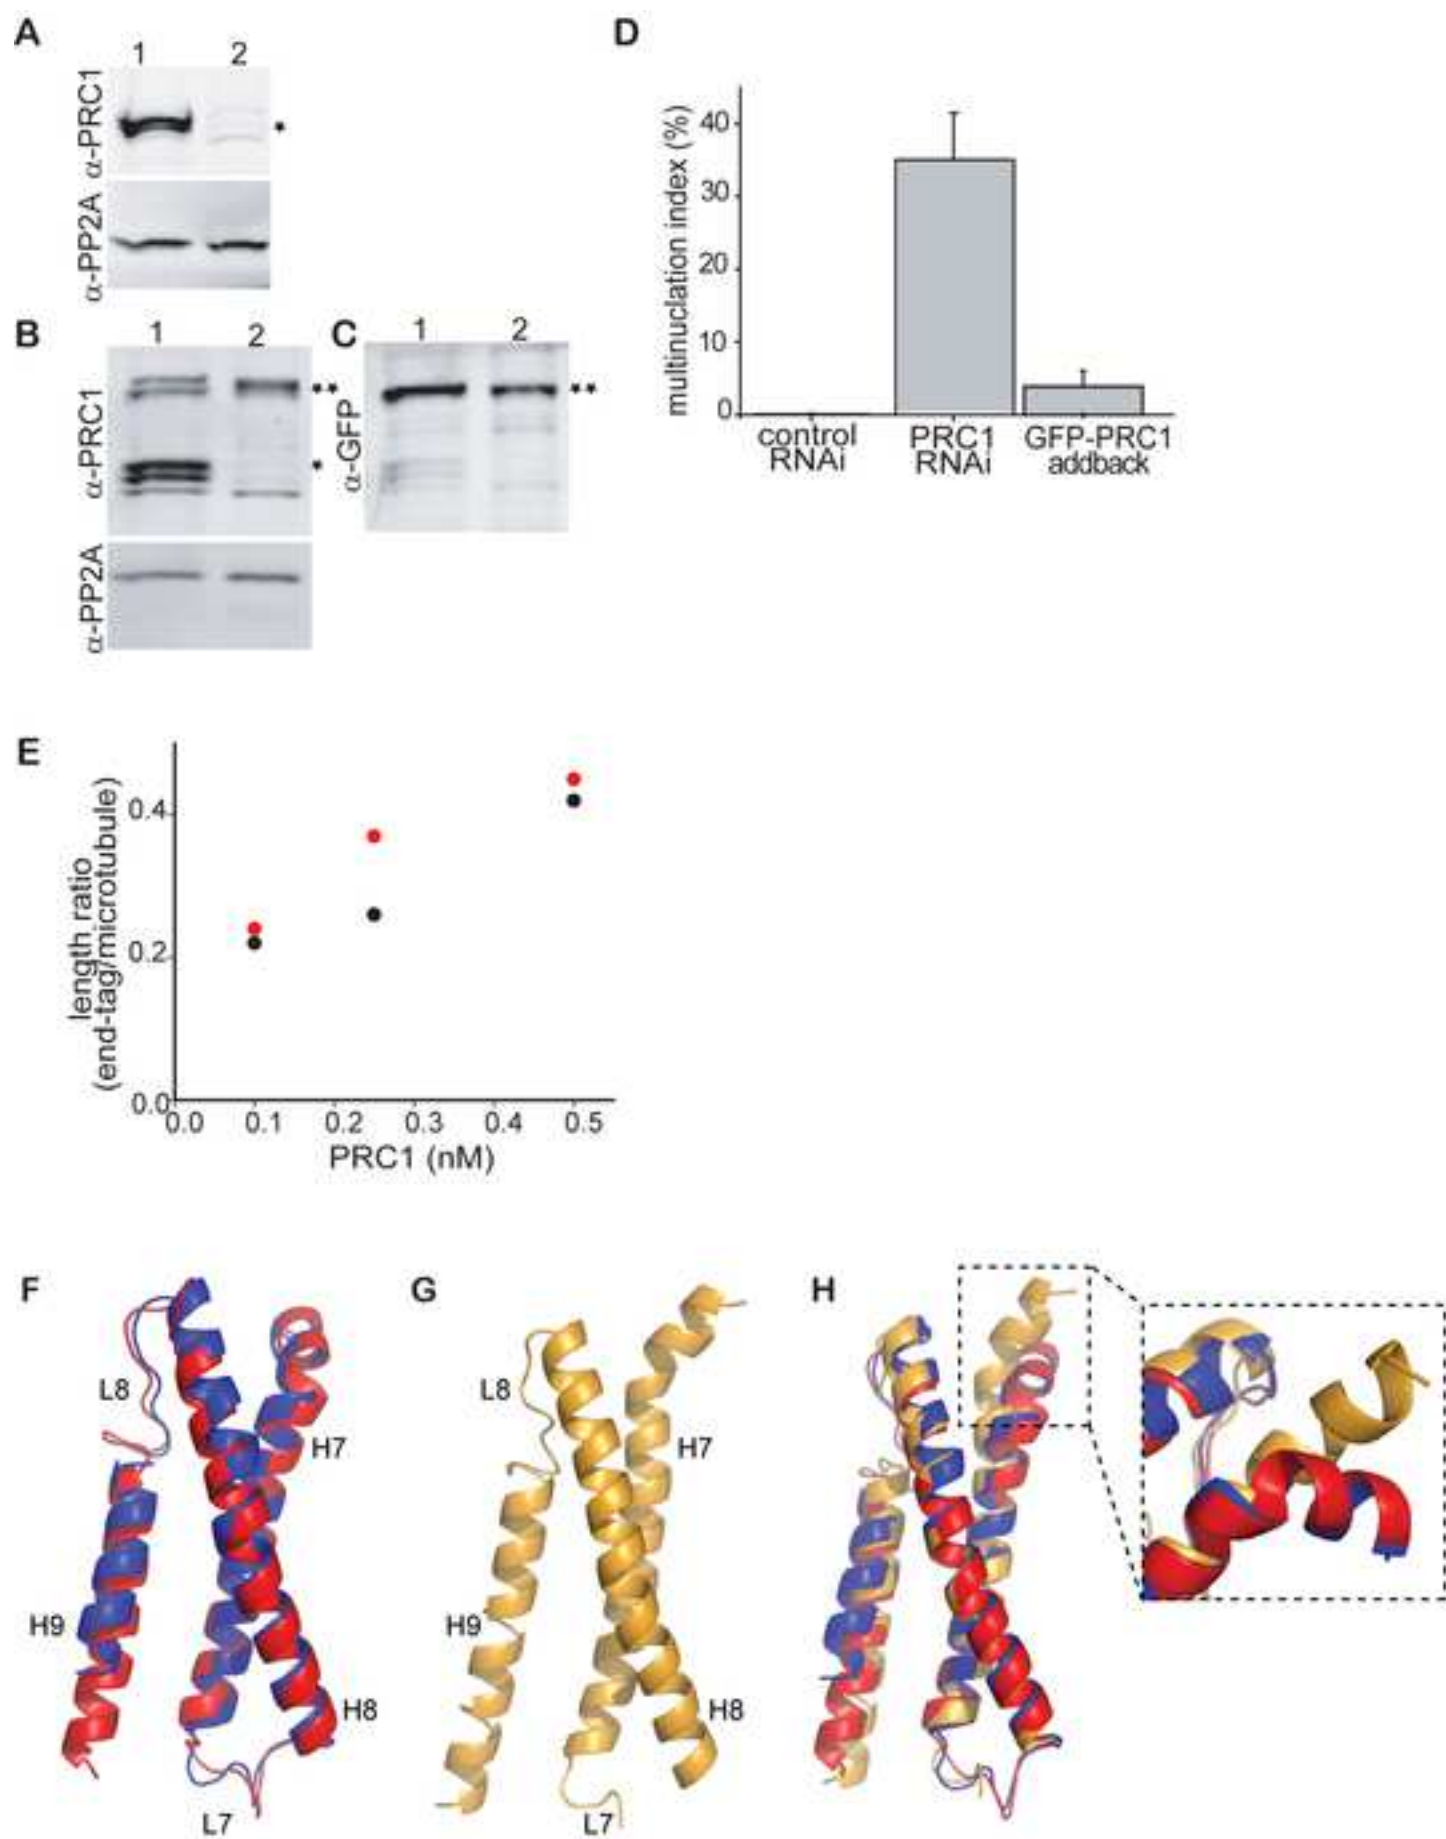 A
1 2
α-PRC1
*
α-PP2A
B
1 2
α-PRC1
**
*
α-PP2A
C
1 2
α-GFP
**
D
multinuclation index (%)
40
30
20
10
0
control
RNAi
PRC1
RNAi
GFP-PRC1
addback
E
length ratio
(end-tag/microtubule)
0.4
0.2
0.0
0.0 0.1 0.2 0.3 0.4 0.5
PRC1 (nM)
F
L8
H7
H9
H8
L7
G
L8
H7
H9
H8
L7
H